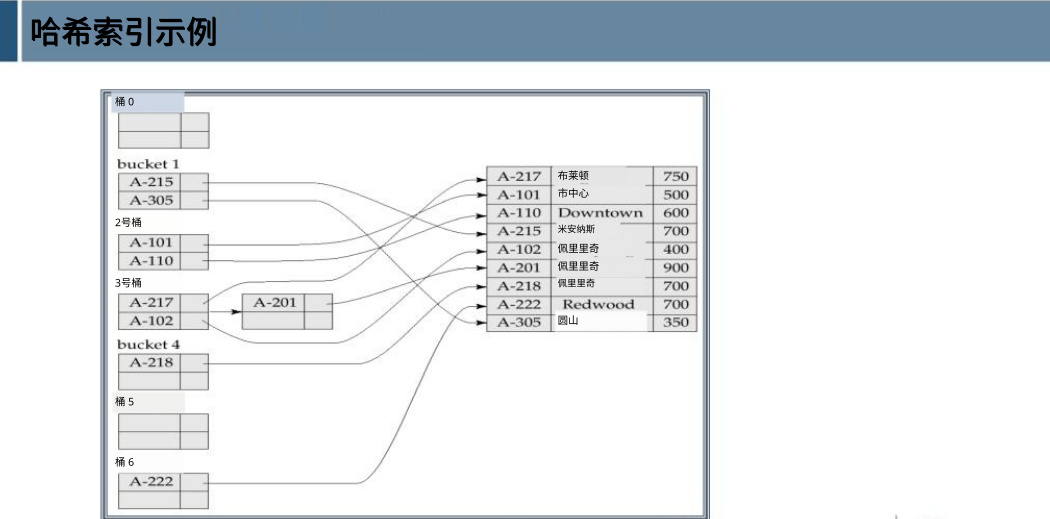 哈希索引示例
桶 0
bucket 1
A-215
A-305
2号桶
A-101
A-110
3号桶
A-217
A-102
A-201
bucket 4
A-218
桶 5
桶 6
A-222
A-217 布莱顿 750
A-101 市中心 500
A-110 Downtown 600
A-215 米安纳斯 700
A-102 佩里里奇 400
A-201 佩里里奇 900
A-218 佩里里奇 700
A-222 Redwood 700
A-305 圆山 350